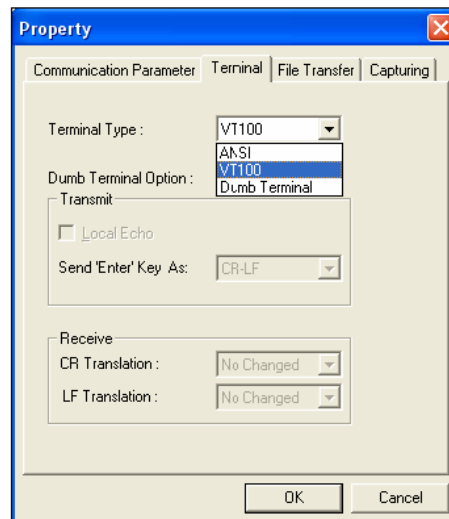 Property
Communication Parameter Terminal File Transfer Capturing
Terminal Type : VT100
ANSI
VT100
Dumb Terminal
Dumb Terminal Option :
Transmit
Local Echo
Send 'Enter' Key As: CR-LF
Receive
CR Translation : No Changed
LF Translation : No Changed
OK Cancel